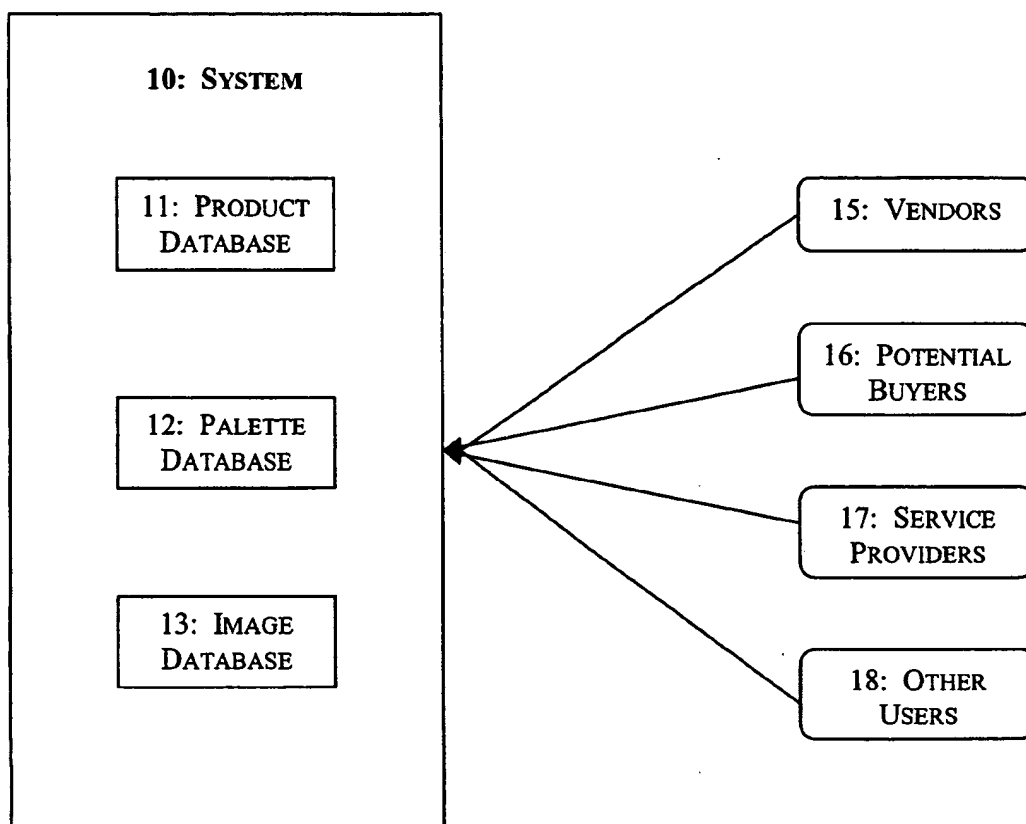 10: SYSTEM
11: PRODUCT
DATABASE
12: PALETTE
DATABASE
13: IMAGE
DATABASE
15: VENDORS
16: POTENTIAL
BUYERS
17: SERVICE
PROVIDERS
18: OTHER
USERS